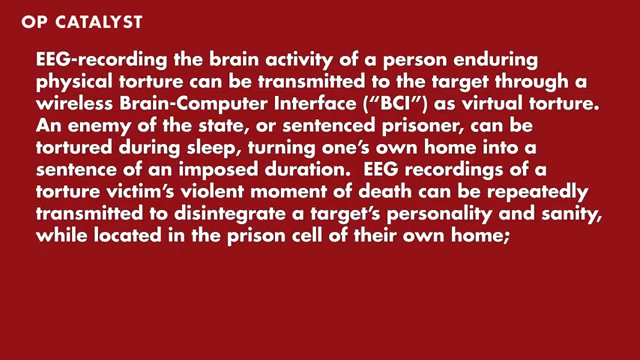 OP CATALYST
EEG-recording the brain activity of a person enduring
physical torture can be transmitted to the target through a
wireless Brain-Computer Interface (“BCI”) as virtual torture.
An enemy of the state, or sentenced prisoner, can be
tortured during sleep, turning one’s own home into a
sentence of an imposed duration.  EEG recordings of a
torture victim’s violent moment of death can be repeatedly
transmitted to disintegrate a target’s personality and sanity,
while located in the prison cell of their own home;